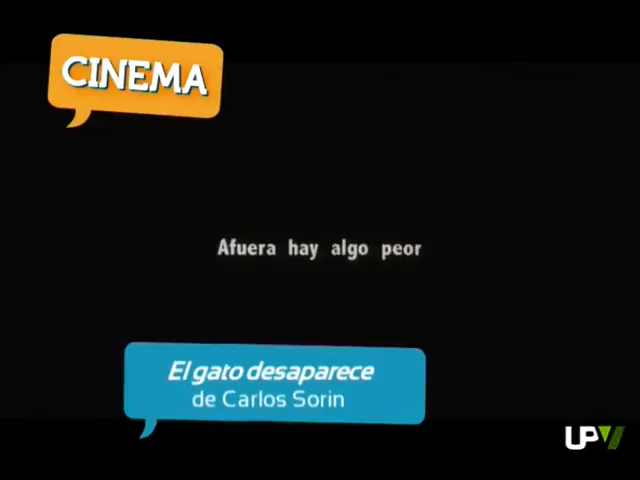 CINEMA
Afuera hay algo peor
El gato desaparece
de Carlos Sorin
UPV